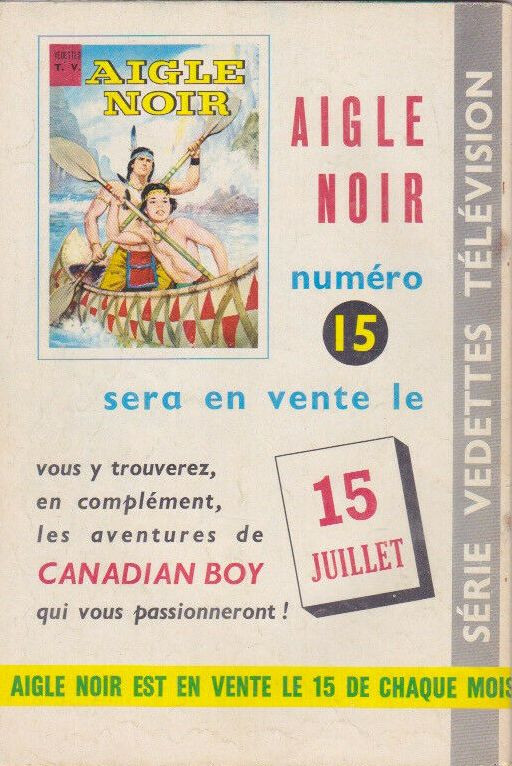 VEDETTES
T. V.
AIGLE
NOIR
AIGLE
NOIR
numéro
15
sera en vente le
vous y trouverez,
en complément,
les aventures de
CANADIAN BOY
qui vous passionneront !
15
JUILLET
AIGLE NOIR EST EN VENTE LE 15 DE CHAQUE MOIS
SÉRIE VEDETTES TÉLÉVISION